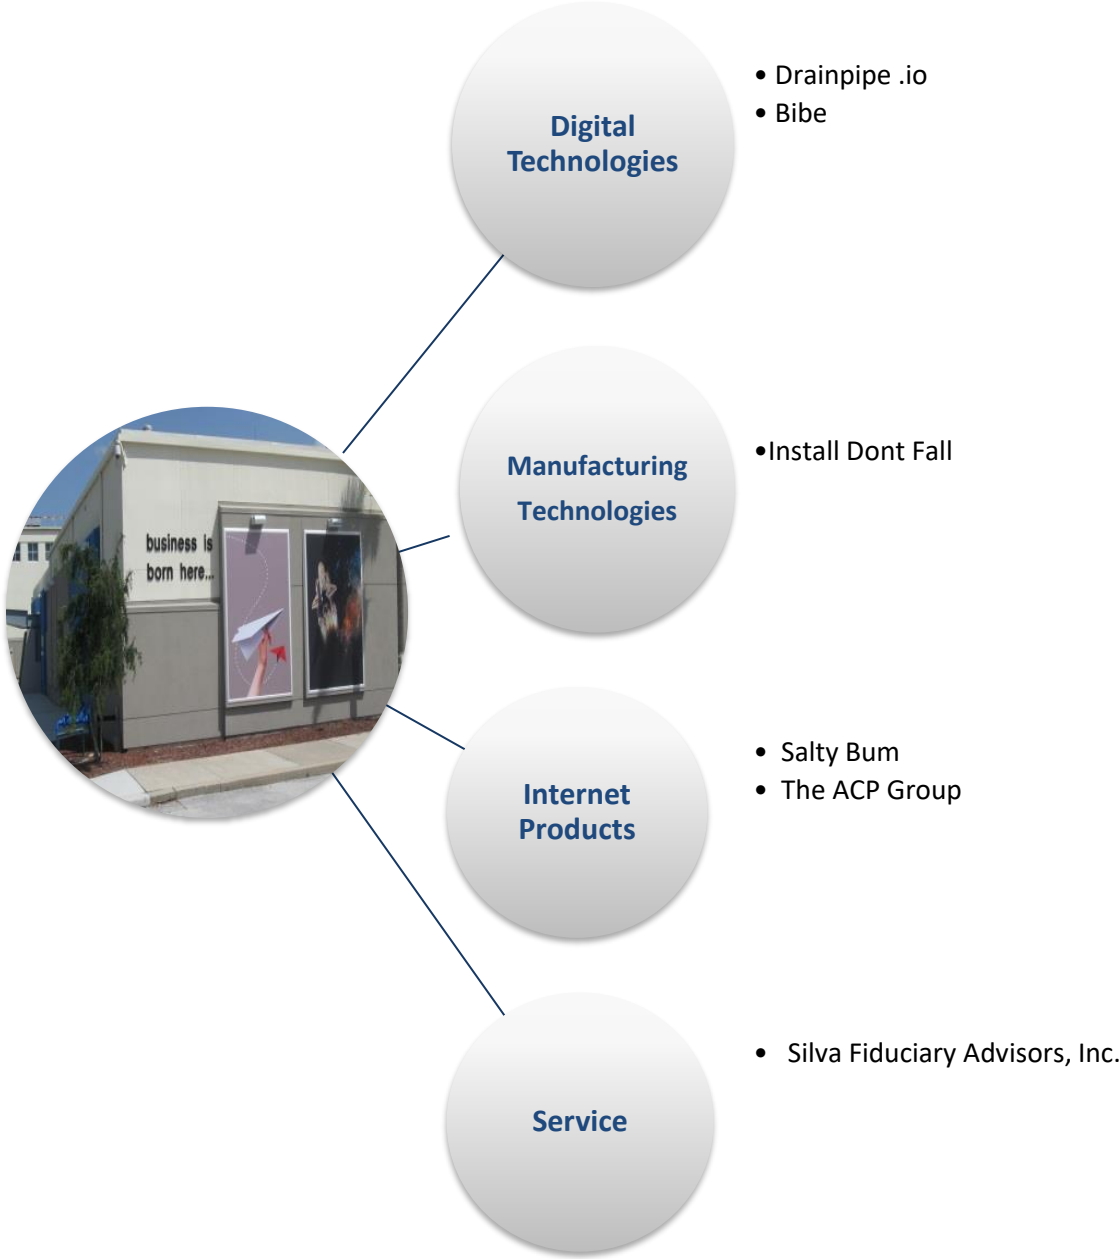 Digital
Technologies
• Drainpipe .io
• Bibe
Manufacturing
Technologies
•Install Dont Fall
business is
born here...
Internet
Products
• Salty Bum
• The ACP Group
Service
• Silva Fiduciary Advisors, Inc.